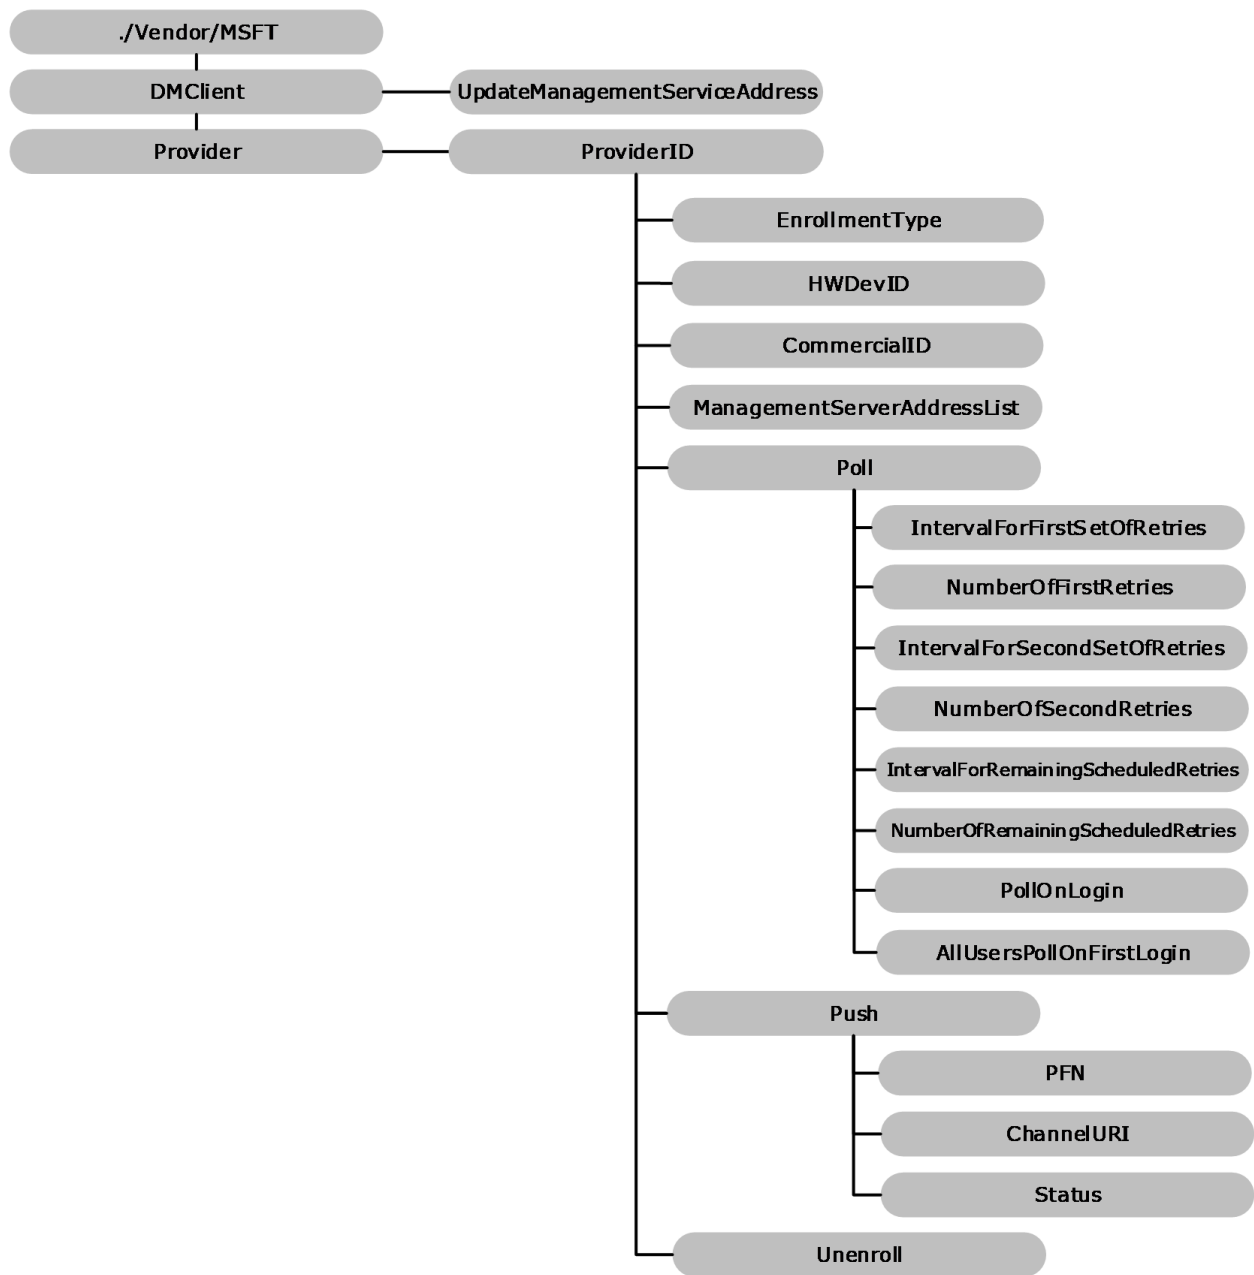 ./Vendor/MSFT
DMClient
UpdateManagementServiceAddress
Provider
ProviderID
EnrollmentType
HWDevID
CommercialID
ManagementServerAddressList
Poll
IntervalForFirstSetOfRetries
NumberOfFirstRetries
IntervalForSecondSetOfRetries
NumberOfSecondRetries
IntervalForRemainingScheduledRetries
NumberOfRemainingScheduledRetries
PollOnLogin
AllUsersPollOnFirstLogin
Push
PFN
ChannelURI
Status
Unenroll